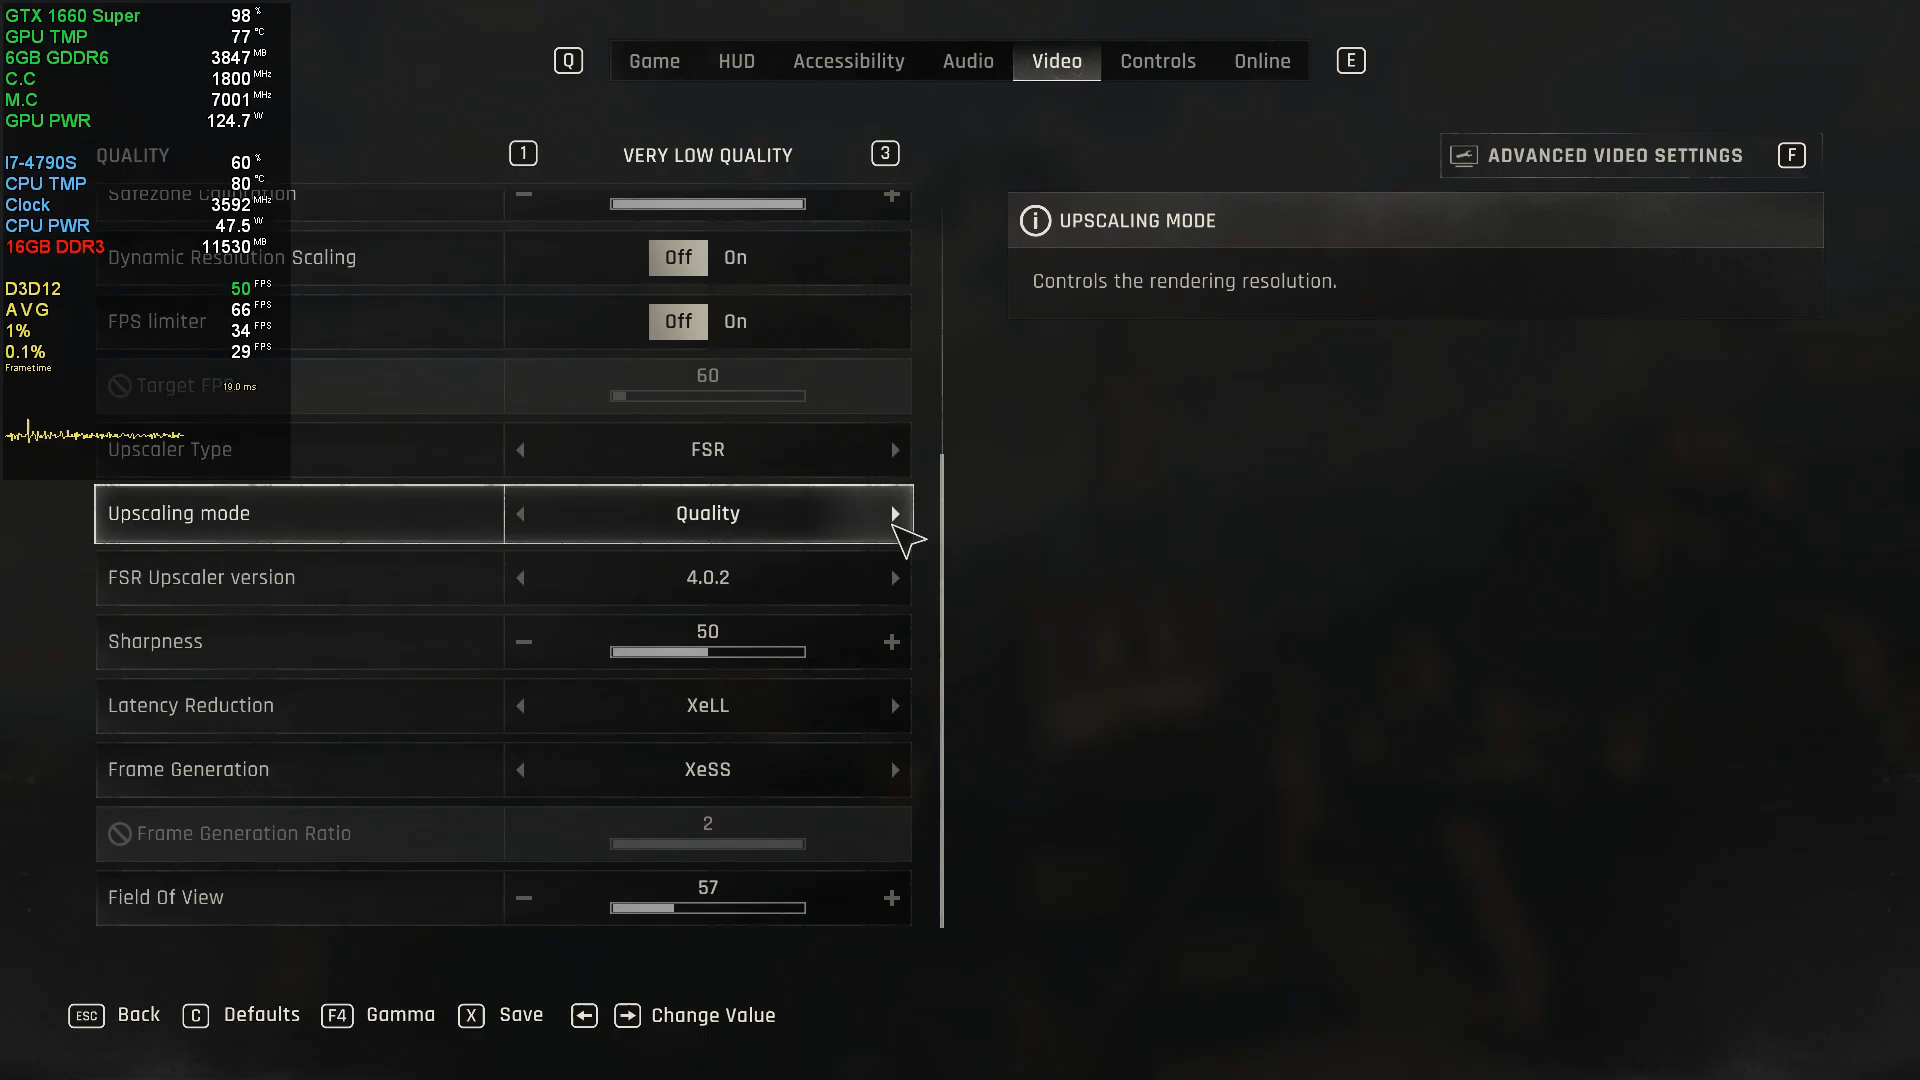 GTX 1660 Super 98 %
GPU TMP 77 °C
6GB GDDR6 3847 MB
C.C 1800 MHz
M.C 7001 MHz
GPU PWR 124.7 W
I7-4790S 60 %
CPU TMP 80 °C
Clock 3592 MHz
CPU PWR 47.5 W
16GB DDR3 11530 MB
D3D12 50 FPS
AVG 66 FPS
1% 34 FPS
0.1% 29 FPS
Frametime
19.0 ms
Q Game HUD Accessibility Audio Video Controls Online E
QUALITY 1 VERY LOW QUALITY 3
ADVANCED VIDEO SETTINGS F
Safezone Calibration
Dynamic Resolution Scaling Off On
FPS limiter Off On
Target FPS 60
Upscaler Type FSR
Upscaling mode Quality
FSR Upscaler version 4.0.2
Sharpness 50
Latency Reduction XeLL
Frame Generation XeSS
Frame Generation Ratio 2
Field Of View 57
UPSCALING MODE
Controls the rendering resolution.
ESC Back C Defaults F4 Gamma X Save ← → Change Value